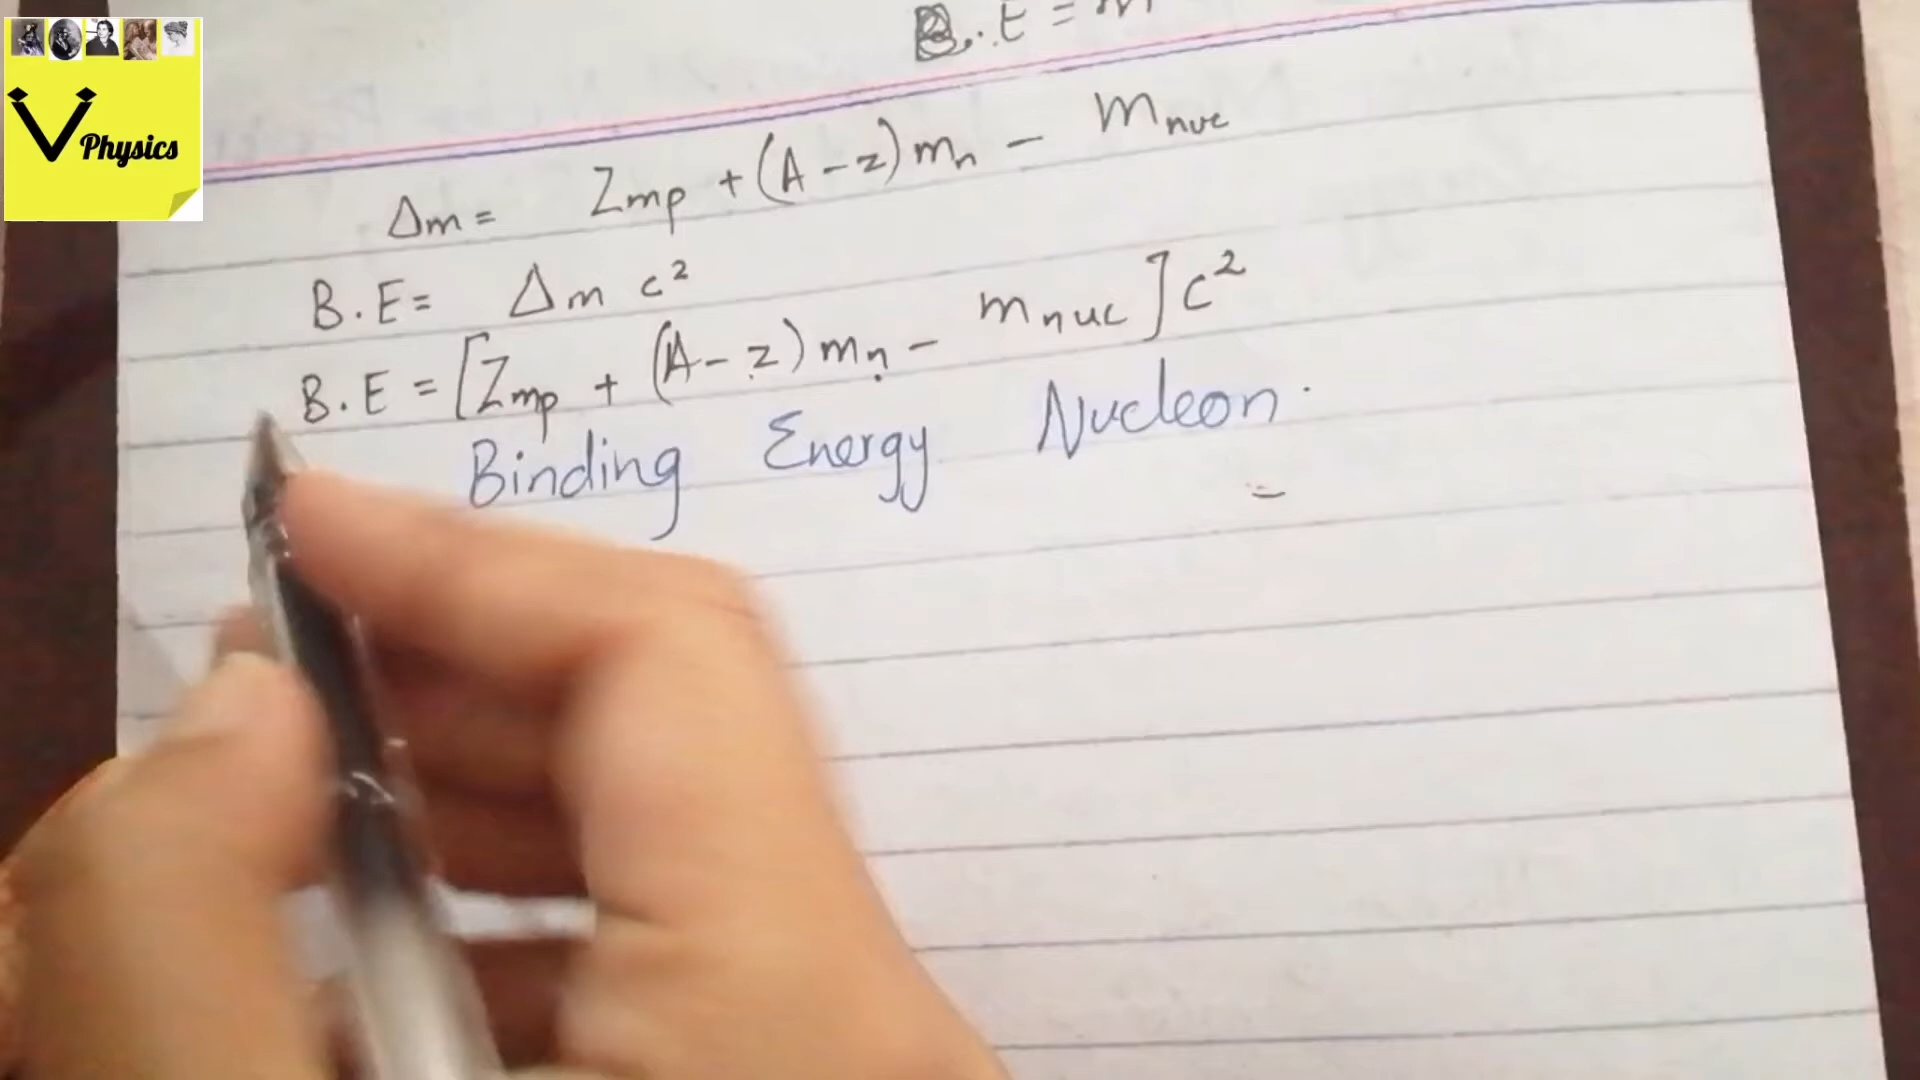 V Physics
B.E = m
Δm = Zmp + (A-z)mn - mnuc
B.E = Δm c²
B.E = [Zmp + (A-z)mn - mnuc]c²
Binding Energy Nucleon.